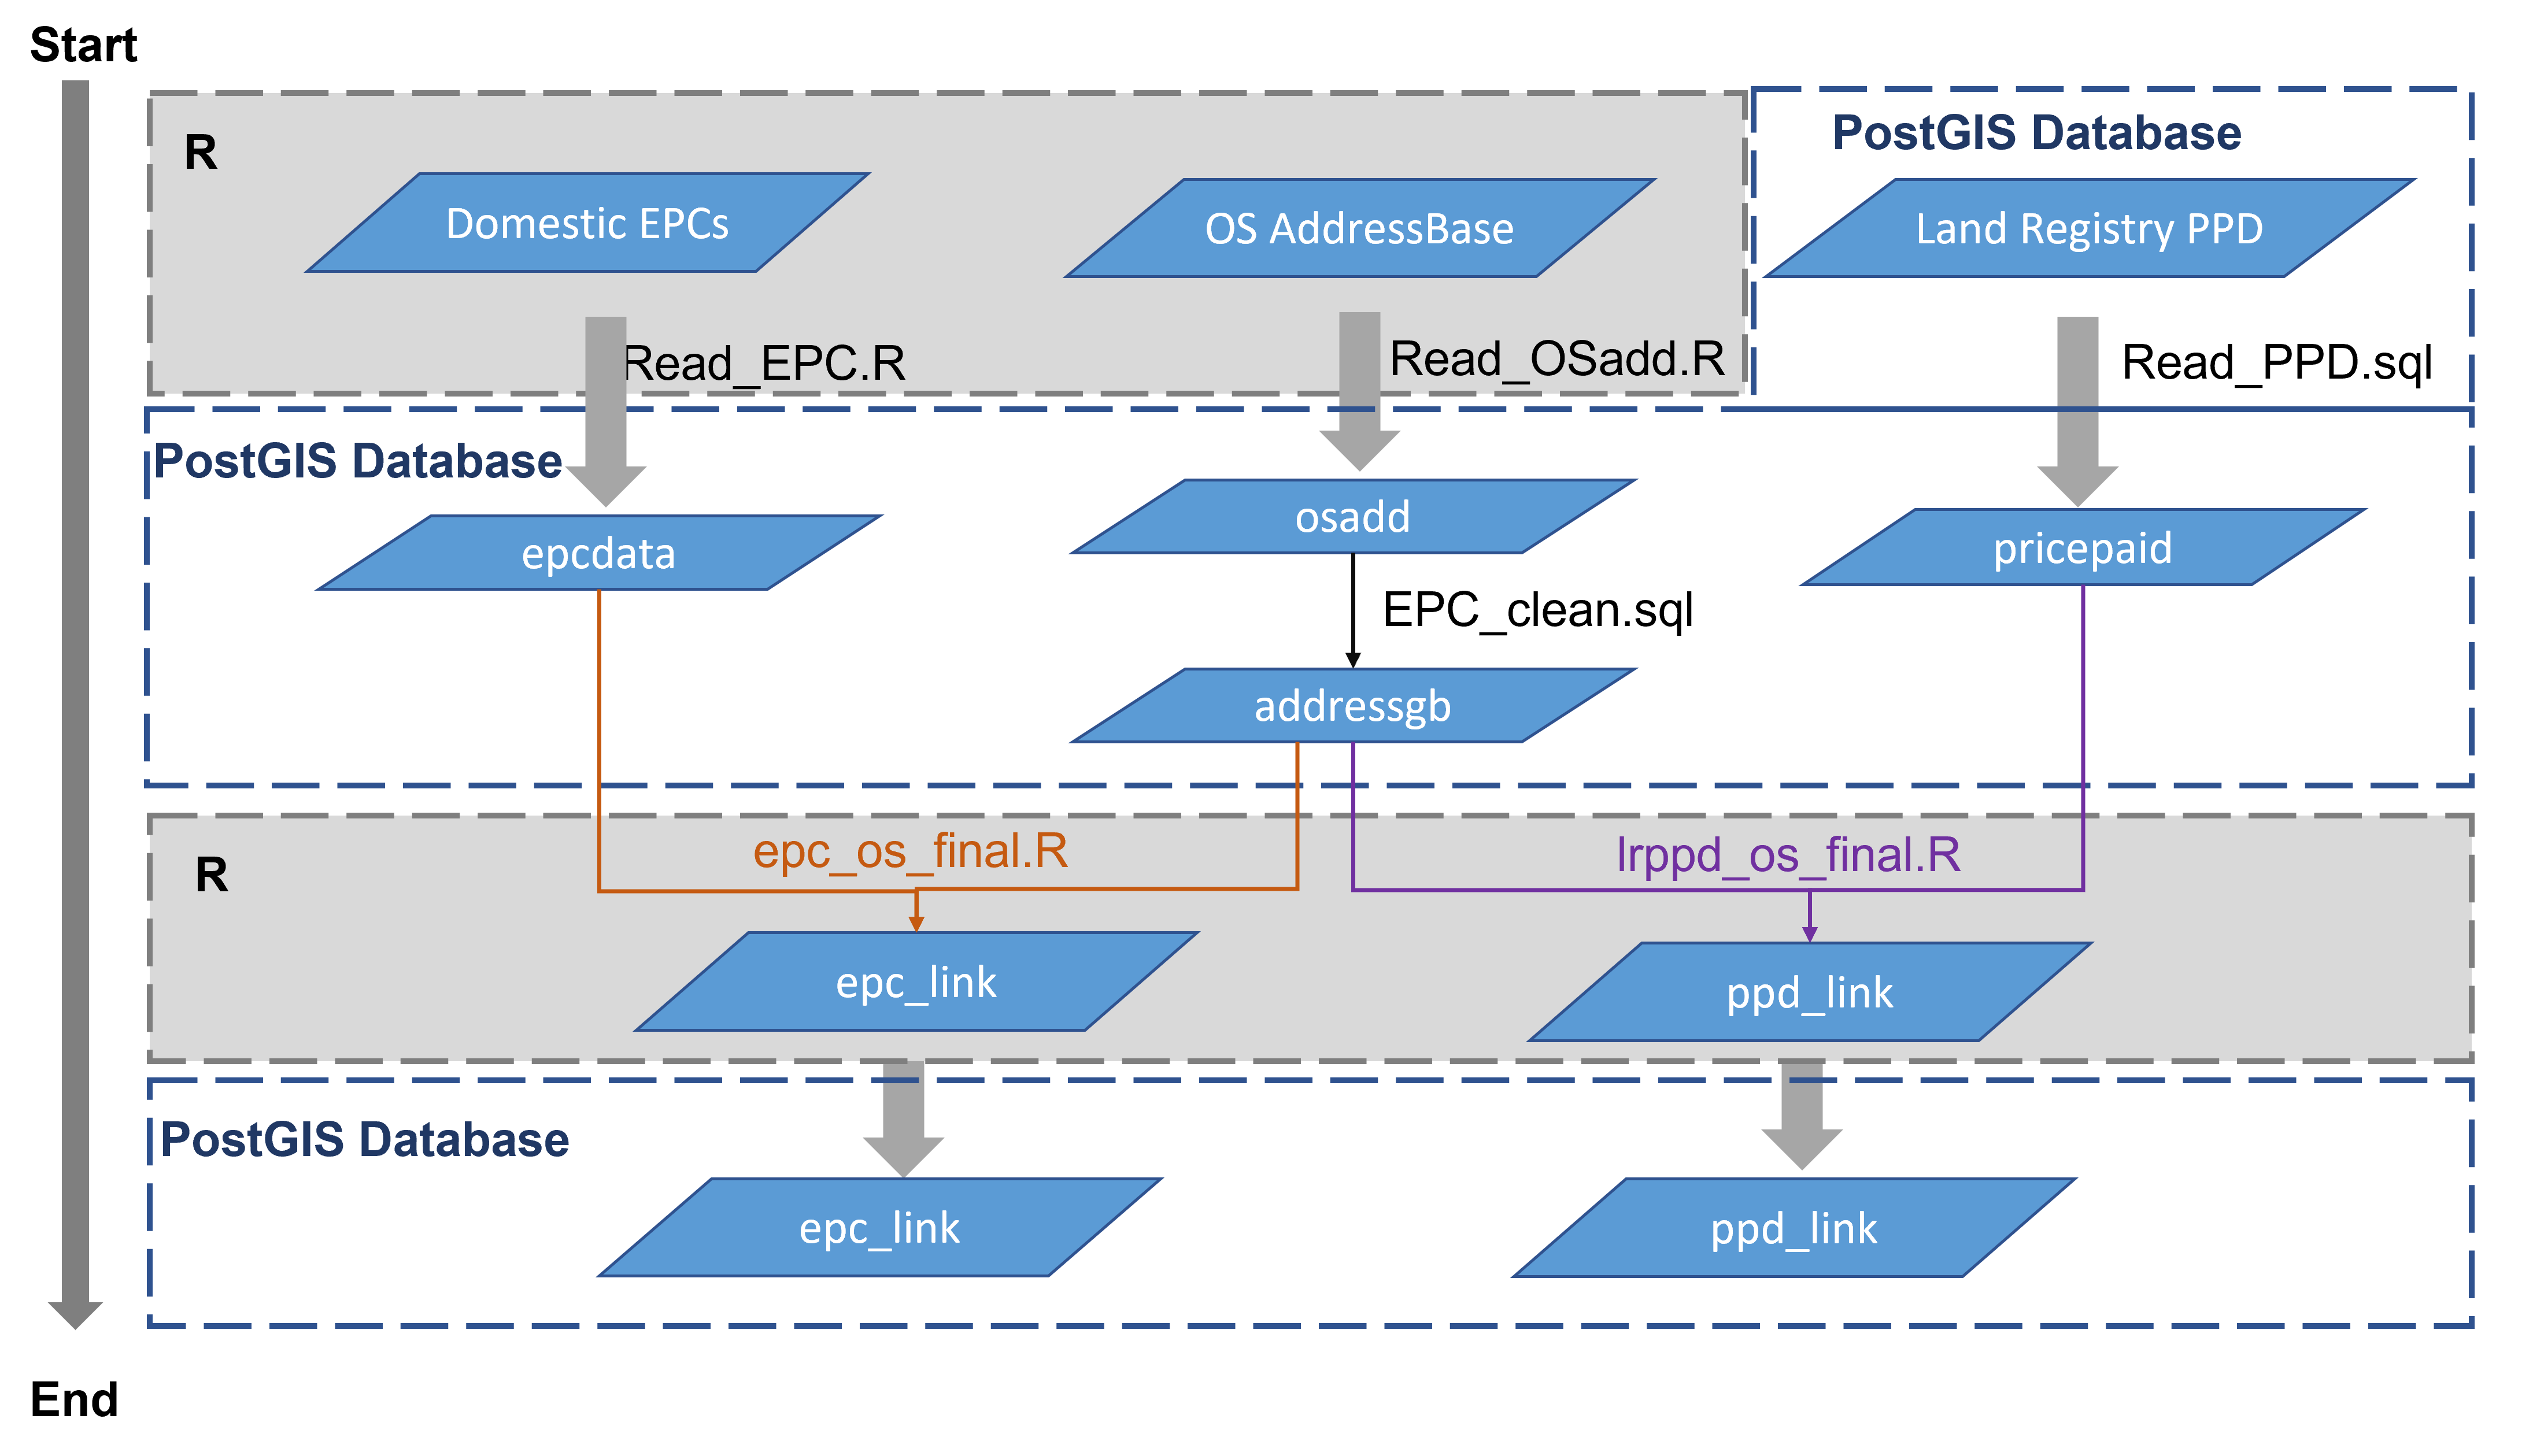 Start
R
PostGIS Database
Domestic EPCs
OS AddressBase
Land Registry PPD
Read_EPC.R
Read_OSadd.R
Read_PPD.sql
PostGIS Database
epcdata
osadd
pricepaid
EPC_clean.sql
addressgb
R
epc_os_final.R
lrppd_os_final.R
epc_link
ppd_link
PostGIS Database
epc_link
ppd_link
End